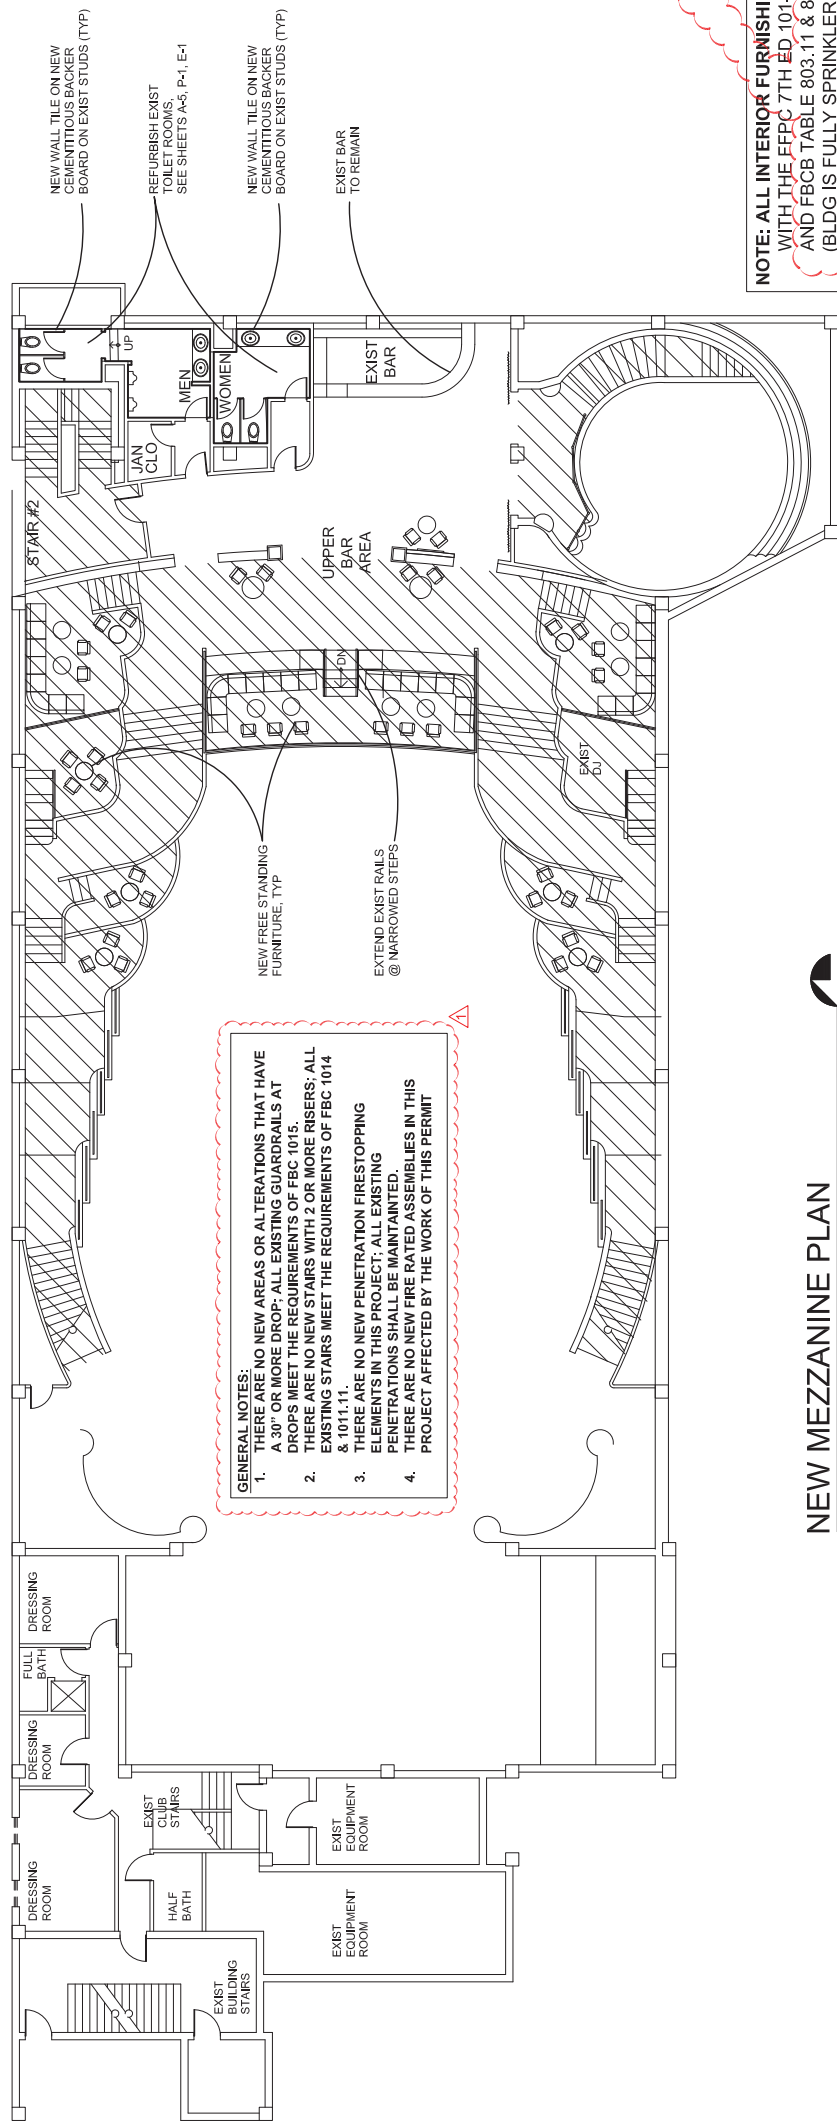 NEW WALL TILE ON NEW
CEMENTITIOUS BACKER
BOARD ON EXIST STUDS (TYP)
REFURBISH EXIST
TOILET ROOMS,
SEE SHEETS A-5, P-1, E-1
NEW WALL TILE ON NEW
CEMENTITIOUS BACKER
BOARD ON EXIST STUDS (TYP)
EXIST BAR
TO REMAIN
NOTE: ALL INTERIOR FURNISHI
WITH THE FFPC 7TH ED 101-
AND FBCB TABLE 803.11 & 8
(BLDG IS FULLY SPRINKLER
UP
MEN
WOMEN
JAN
CLO
EXIST
BAR
STAIR #2
UPPER
BAR
AREA
DN
EXIST
DJ
NEW FREE STANDING
FURNITURE, TYP
EXTEND EXIST RAILS
@ NARROWED STEPS
GENERAL NOTES:
1. THERE ARE NO NEW AREAS OR ALTERATIONS THAT HAVE
A 30" OR MORE DROP; ALL EXISTING GUARDRAILS AT
DROPS MEET THE REQUIREMENTS OF FBC 1015.
2. THERE ARE NO NEW STAIRS WITH 2 OR MORE RISERS; ALL
EXISTING STAIRS MEET THE REQUIREMENTS OF FBC 1014
& 1011.11.
3. THERE ARE NO NEW PENETRATION FIRESTOPPING
ELEMENTS IN THIS PROJECT; ALL EXISTING
PENETRATIONS SHALL BE MAINTAINTED.
4. THERE ARE NO NEW FIRE RATED ASSEMBLIES IN THIS
PROJECT AFFECTED BY THE WORK OF THIS PERMIT
1
DRESSING
ROOM
FULL
BATH
DRESSING
ROOM
DRESSING
ROOM
EXIST
CLUB
STAIRS
HALF
BATH
EXIST
EQUIPMENT
ROOM
EXIST
EQUIPMENT
ROOM
EXIST
BUILDING
STAIRS
NEW MEZZANINE PLAN